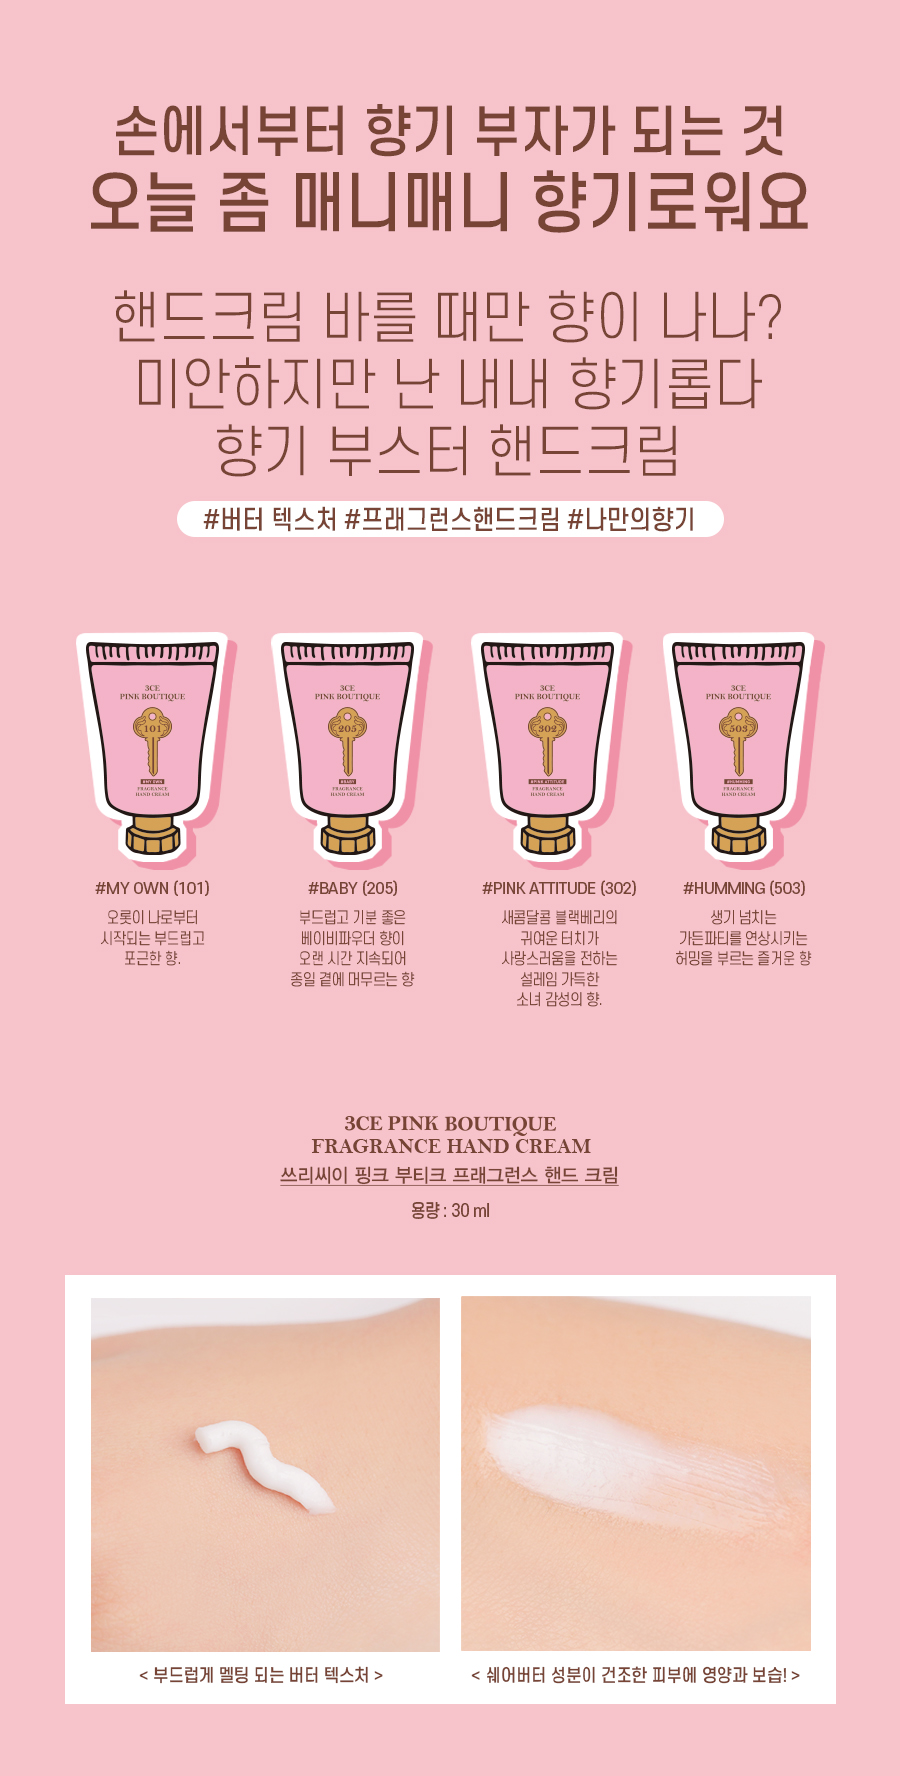 손에서부터 향기 부자가 되는 것
오늘 좀 매니매니 향기로워요
핸드크림 바를 때만 향이 나나?
미안하지만 난 내내 향기롭다
향기 부스터 핸드크림
#버터 텍스처 #프래그런스핸드크림 #나만의향기
3CE
PINK BOUTIQUE
101
#MY OWN
FRAGRANCE
HAND CREAM
3CE
PINK BOUTIQUE
205
#BABY
FRAGRANCE
HAND CREAM
3CE
PINK BOUTIQUE
302
#PINK ATTITUDE
FRAGRANCE
HAND CREAM
3CE
PINK BOUTIQUE
503
#HUMMING
FRAGRANCE
HAND CREAM
#MY OWN (101)
오롯이 나로부터
시작되는 부드럽고
포근한 향.
#BABY (205)
부드럽고 기분 좋은
베이비파우더 향이
오랜 시간 지속되어
종일 곁에 머무르는 향
#PINK ATTITUDE (302)
새콤달콤 블랙베리의
귀여운 터치가
사랑스러움을 전하는
설레임 가득한
소녀 감성의 향.
#HUMMING (503)
생기 넘치는
가든파티를 연상시키는
허밍을 부르는 즐거운 향
3CE PINK BOUTIQUE
FRAGRANCE HAND CREAM
쓰리씨이 핑크 부티크 프래그런스 핸드 크림
용량 : 30 ml
< 부드럽게 멜팅 되는 버터 텍스처 >
< 쉐어버터 성분이 건조한 피부에 영양과 보습! >